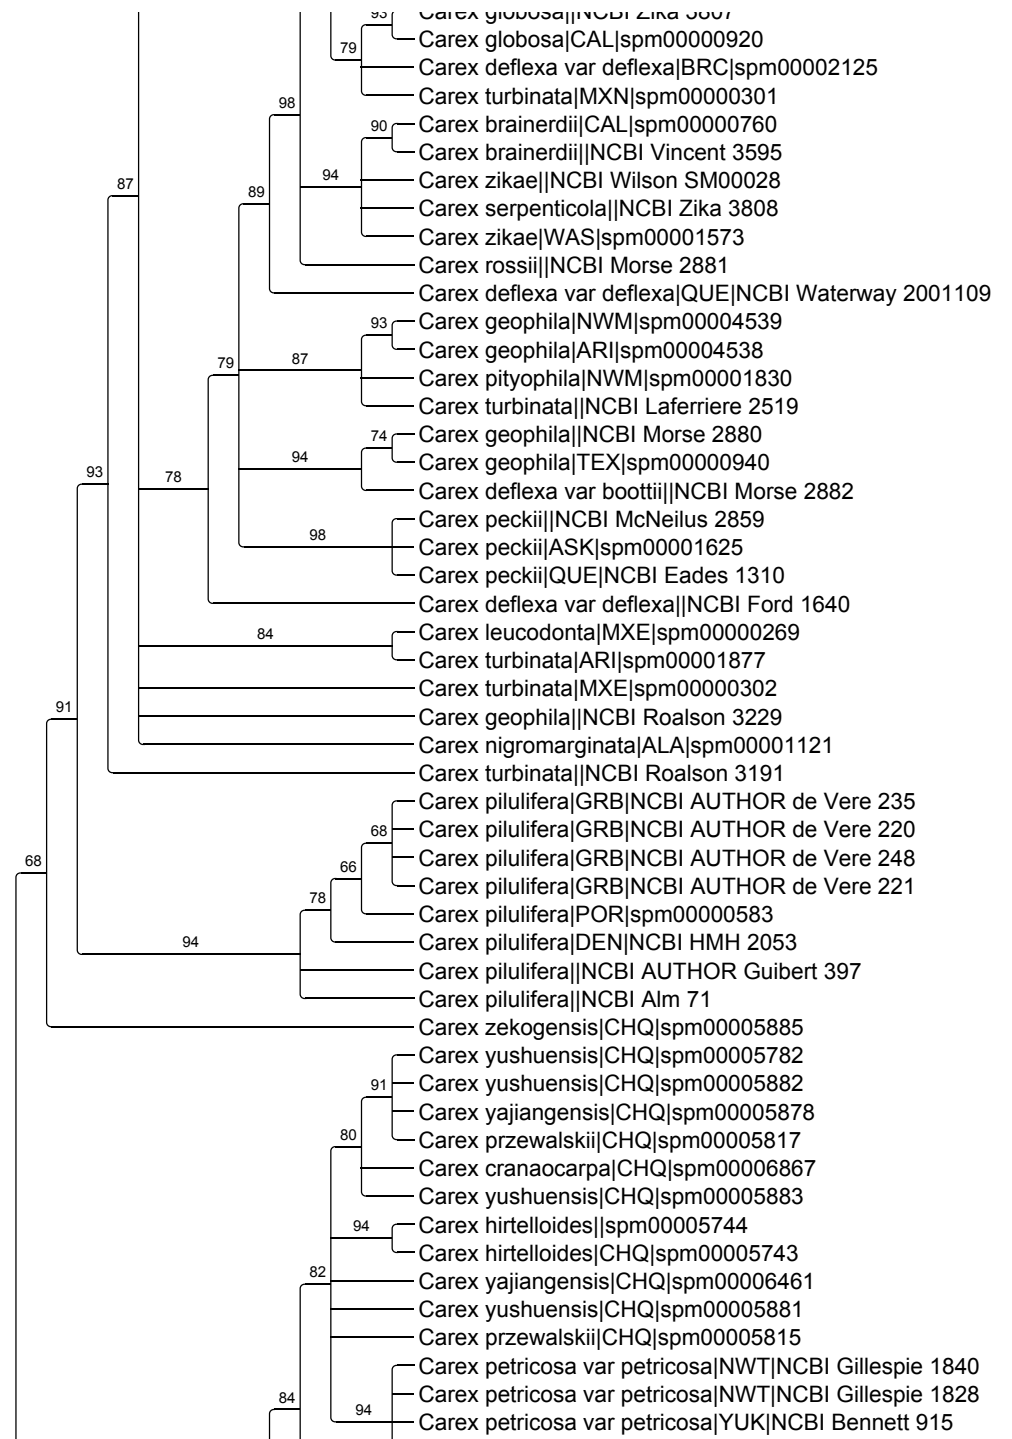 93
Carex globosa||NCBI Zika 3807
Carex globosa|CAL|spm00000920
79
Carex deflexa var deflexa|BRC|spm00002125
Carex turbinata|MXN|spm00000301
98
90
Carex brainerdii|CAL|spm00000760
Carex brainerdii||NCBI Vincent 3595
94
Carex zikae||NCBI Wilson SM00028
87
89
Carex serpenticola||NCBI Zika 3808
Carex zikae|WAS|spm00001573
Carex rossii||NCBI Morse 2881
Carex deflexa var deflexa|QUE|NCBI Waterway 2001109
93
Carex geophila|NWM|spm00004539
Carex geophila|ARI|spm00004538
79
87
Carex pityophila|NWM|spm00001830
Carex turbinata||NCBI Laferriere 2519
74
Carex geophila||NCBI Morse 2880
94
Carex geophila|TEX|spm00000940
93
78
Carex deflexa var boottii||NCBI Morse 2882
Carex peckii||NCBI McNeilus 2859
98
Carex peckii|ASK|spm00001625
Carex peckii|QUE|NCBI Eades 1310
Carex deflexa var deflexa||NCBI Ford 1640
84
Carex leucodonta|MXE|spm00000269
Carex turbinata|ARI|spm00001877
Carex turbinata|MXE|spm00000302
91
Carex geophila||NCBI Roalson 3229
Carex nigromarginata|ALA|spm00001121
Carex turbinata||NCBI Roalson 3191
Carex pilulifera|GRB|NCBI AUTHOR de Vere 235
68
Carex pilulifera|GRB|NCBI AUTHOR de Vere 220
68
66
Carex pilulifera|GRB|NCBI AUTHOR de Vere 248
Carex pilulifera|GRB|NCBI AUTHOR de Vere 221
78
Carex pilulifera|POR|spm00000583
94
Carex pilulifera|DEN|NCBI HMH 2053
Carex pilulifera||NCBI AUTHOR Guibert 397
Carex pilulifera||NCBI Alm 71
Carex zekogensis|CHQ|spm00005885
Carex yushuensis|CHQ|spm00005782
91
Carex yushuensis|CHQ|spm00005882
Carex yajiangensis|CHQ|spm00005878
80
Carex przewalskii|CHQ|spm00005817
Carex cranaocarpa|CHQ|spm00006867
Carex yushuensis|CHQ|spm00005883
94
Carex hirtelloides||spm00005744
Carex hirtelloides|CHQ|spm00005743
82
Carex yajiangensis|CHQ|spm00006461
Carex yushuensis|CHQ|spm00005881
Carex przewalskii|CHQ|spm00005815
Carex petricosa var petricosa|NWT|NCBI Gillespie 1840
84
Carex petricosa var petricosa|NWT|NCBI Gillespie 1828
94
Carex petricosa var petricosa|YUK|NCBI Bennett 915